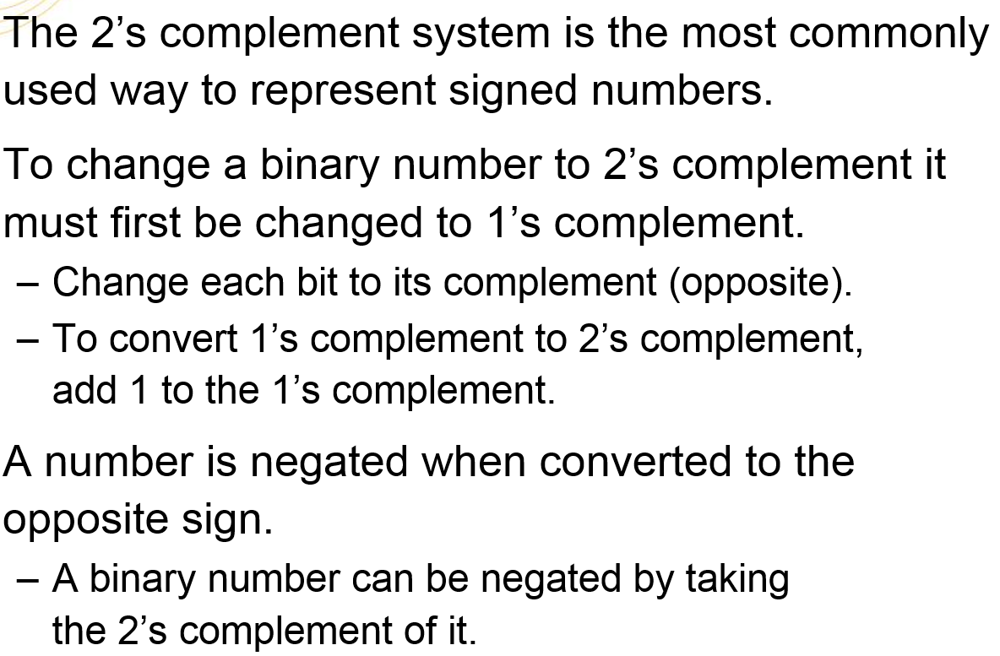 The 2’s complement system is the most commonly
used way to represent signed numbers.
To change a binary number to 2’s complement it
must first be changed to 1’s complement.
– Change each bit to its complement (opposite).
– To convert 1’s complement to 2’s complement,
add 1 to the 1’s complement.
A number is negated when converted to the
opposite sign.
– A binary number can be negated by taking
the 2’s complement of it.